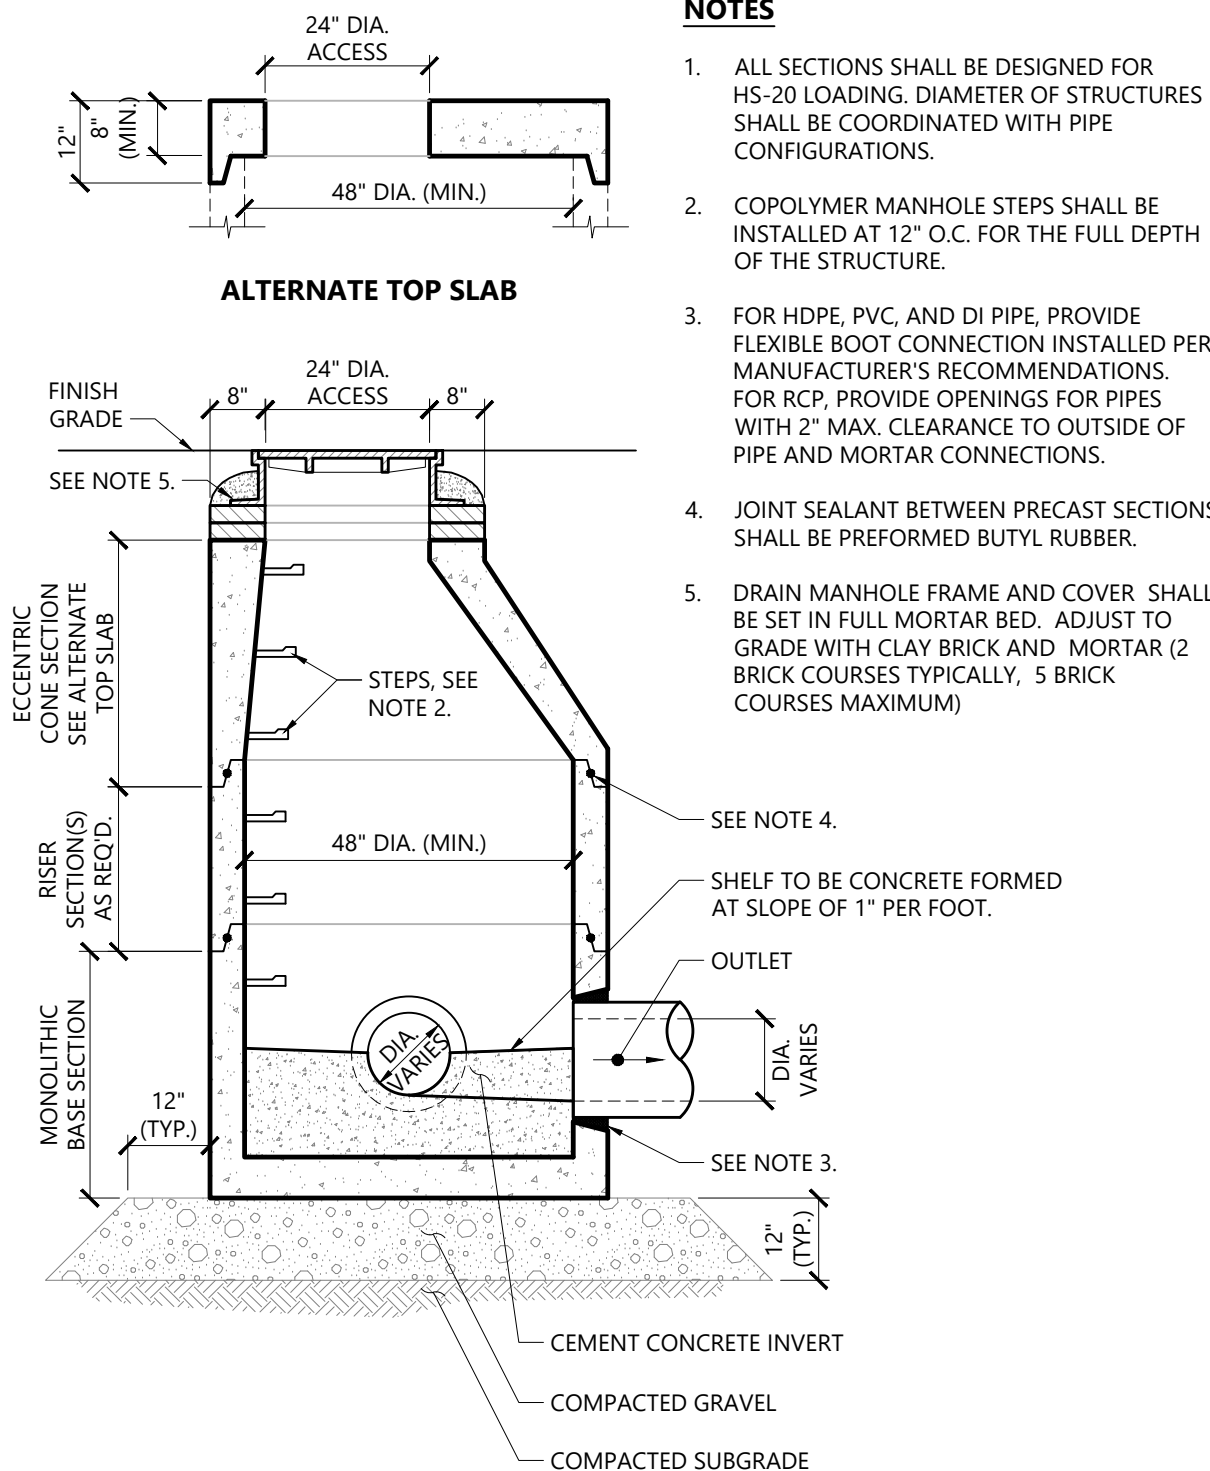 24" DIA.
ACCESS
12"
8"
(MIN.)
48" DIA. (MIN.)
ALTERNATE TOP SLAB
FINISH
GRADE
8"
24" DIA.
ACCESS
8"
SEE NOTE 5.
ECCENTRIC
CONE SECTION
SEE ALTERNATE
TOP SLAB
STEPS, SEE
NOTE 2.
RISER
SECTION(S)
AS REQ'D.
48" DIA. (MIN.)
SEE NOTE 4.
SHELF TO BE CONCRETE FORMED
AT SLOPE OF 1" PER FOOT.
OUTLET
MONOLITHIC
BASE SECTION
DIA.
VARIES
DIA.
VARIES
12"
(TYP.)
SEE NOTE 3.
12"
(TYP.)
CEMENT CONCRETE INVERT
COMPACTED GRAVEL
COMPACTED SUBGRADE
NOTES
1. ALL SECTIONS SHALL BE DESIGNED FOR
HS-20 LOADING. DIAMETER OF STRUCTURES
SHALL BE COORDINATED WITH PIPE
CONFIGURATIONS.
2. COPOLYMER MANHOLE STEPS SHALL BE
INSTALLED AT 12" O.C. FOR THE FULL DEPTH
OF THE STRUCTURE.
3. FOR HDPE, PVC, AND DI PIPE, PROVIDE
FLEXIBLE BOOT CONNECTION INSTALLED PER
MANUFACTURER'S RECOMMENDATIONS.
FOR RCP, PROVIDE OPENINGS FOR PIPES
WITH 2" MAX. CLEARANCE TO OUTSIDE OF
PIPE AND MORTAR CONNECTIONS.
4. JOINT SEALANT BETWEEN PRECAST SECTIONS
SHALL BE PREFORMED BUTYL RUBBER.
5. DRAIN MANHOLE FRAME AND COVER SHALL
BE SET IN FULL MORTAR BED. ADJUST TO
GRADE WITH CLAY BRICK AND MORTAR (2
BRICK COURSES TYPICALLY, 5 BRICK
COURSES MAXIMUM)